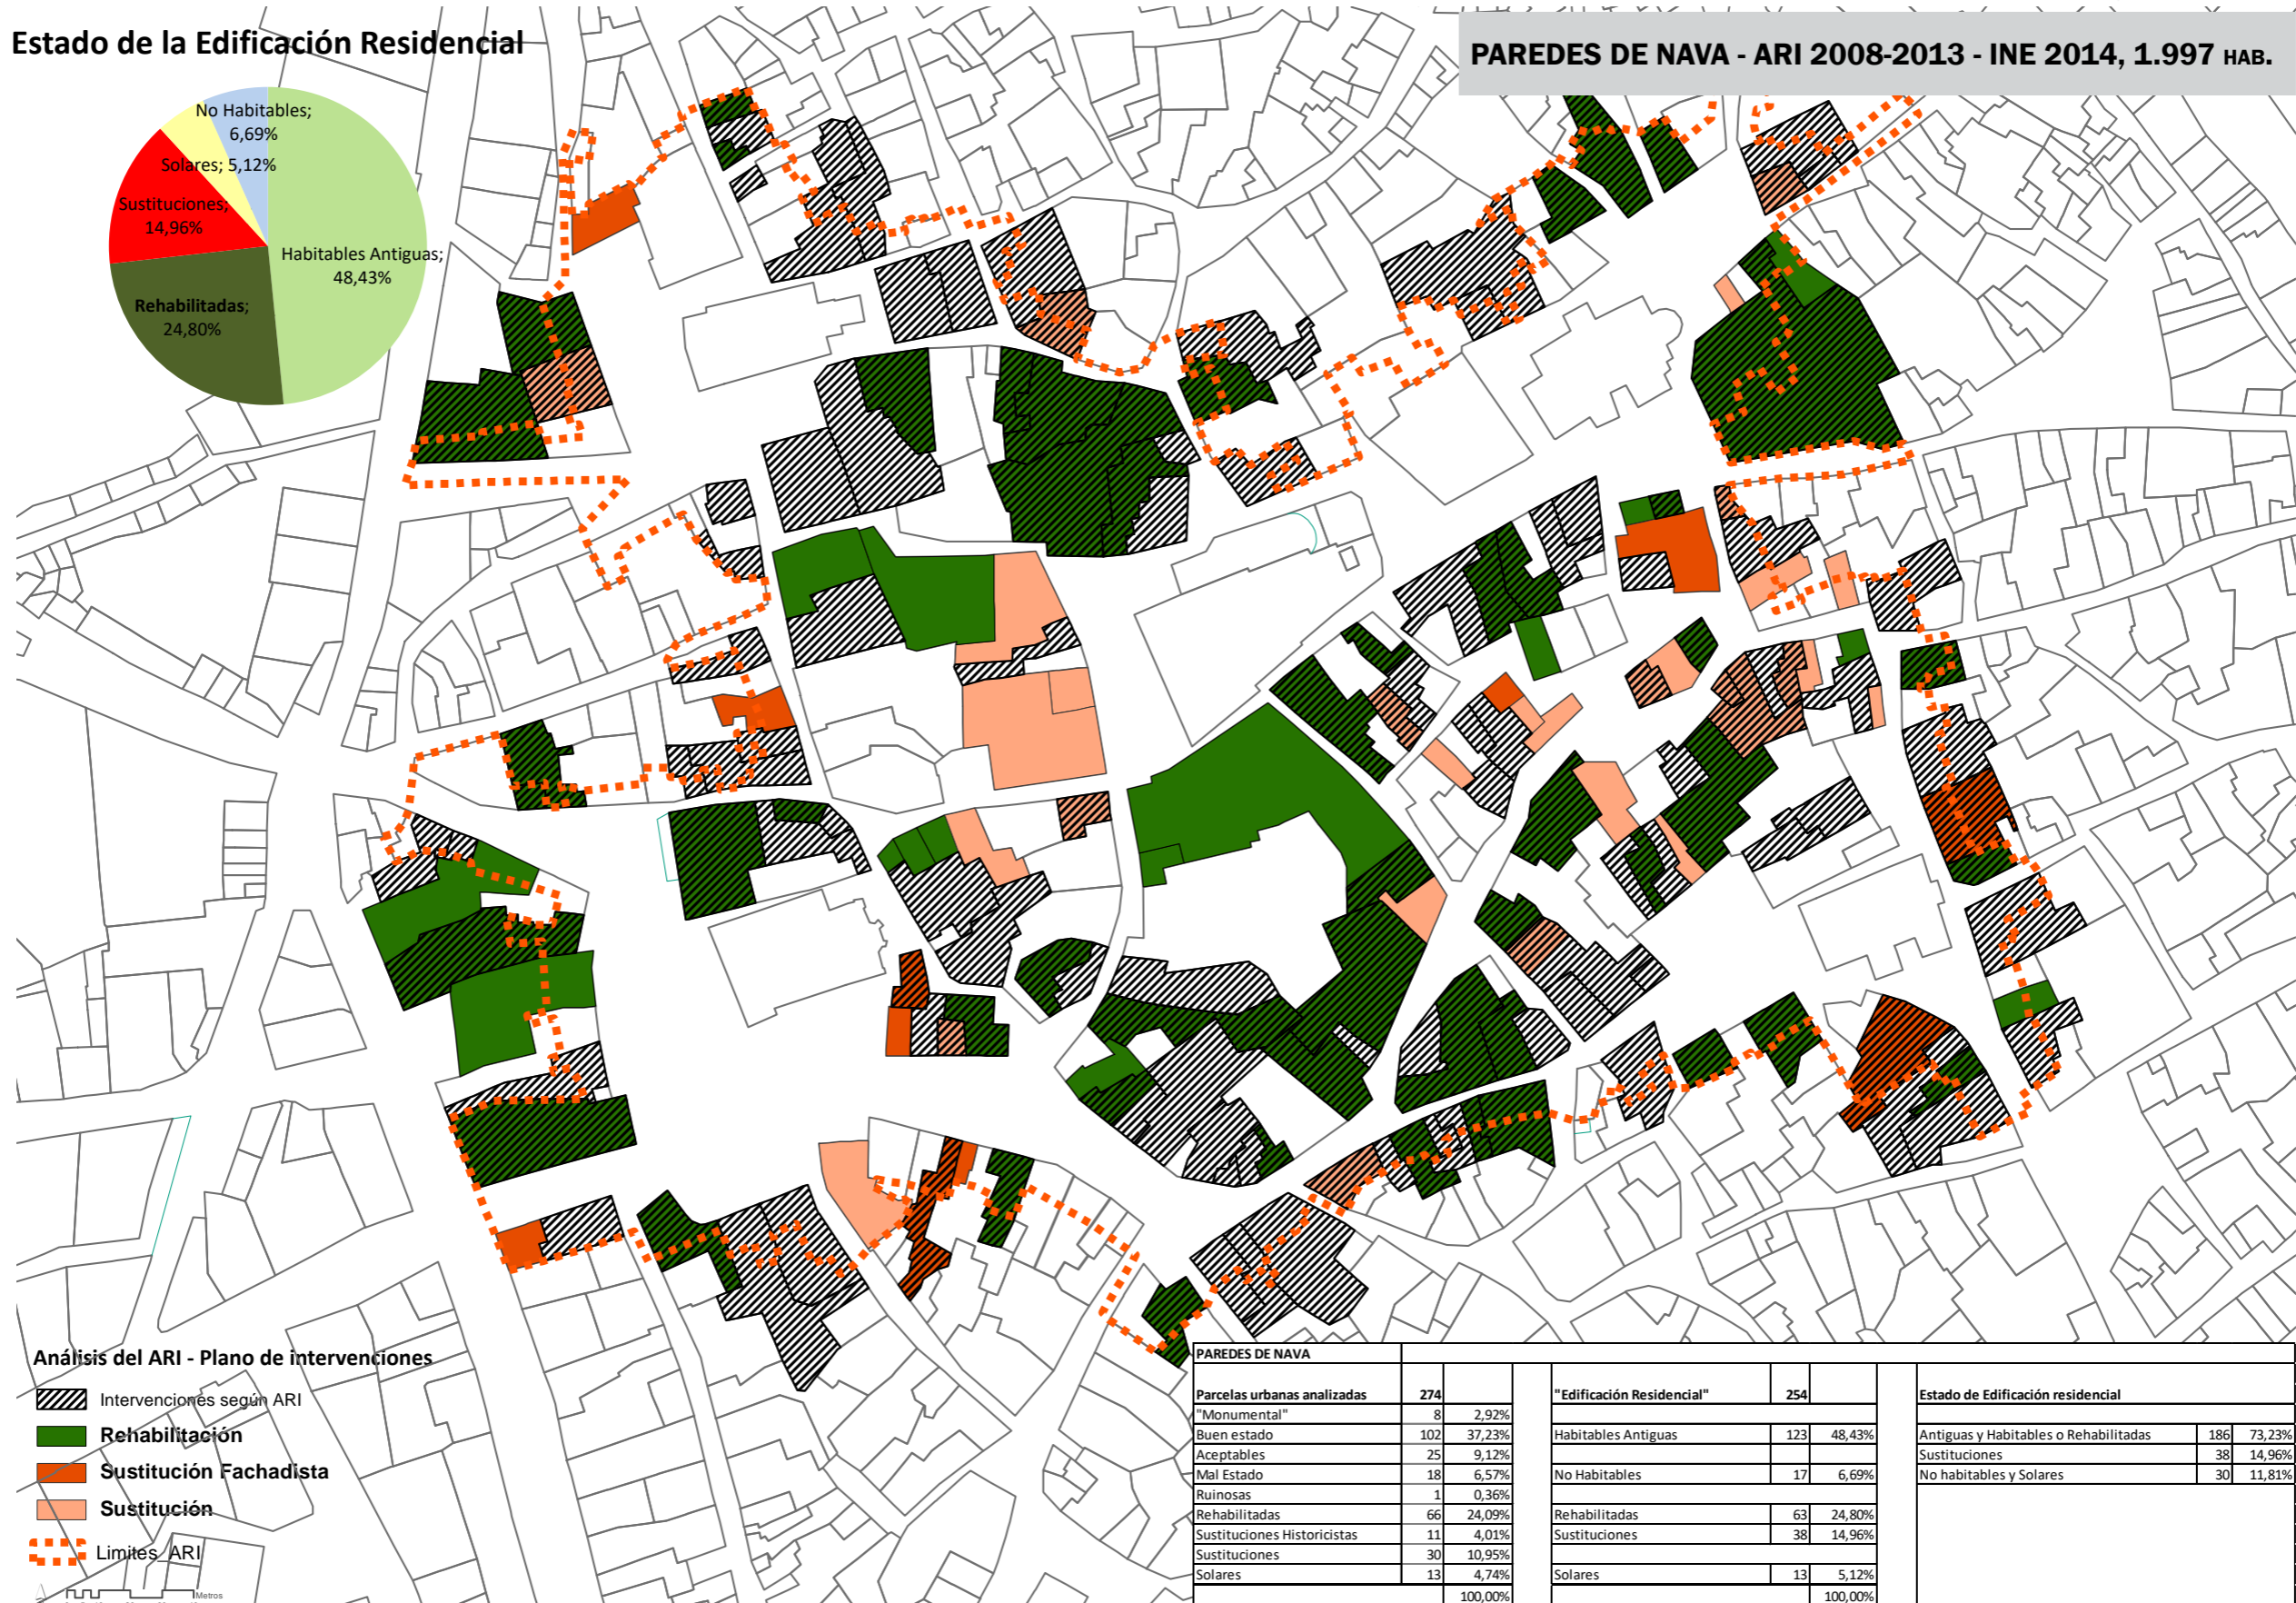 Estado de la Edificación Residencial
PAREDES DE NAVA - ARI 2008-2013 - INE 2014, 1.997 HAB.
No Habitables;
6,69%
Solares; 5,12%
Sustituciones;
14,96%
Habitables Antiguas;
48,43%
Rehabilitadas;
24,80%
Análisis del ARI - Plano de intervenciones
Intervenciones según ARI
Rehabilitación
Sustitución Fachadista
Sustitución
Limites_ARI
Metros
PAREDES DE NAVA
Parcelas urbanas analizadas 274 "Edificación Residencial" 254 Estado de Edificación residencial
"Monumental" 8 2,92%
Buen estado 102 37,23% Habitables Antiguas 123 48,43% Antiguas y Habitables o Rehabilitadas 186 73,23%
Aceptables 25 9,12% Sustituciones 38 14,96%
Mal Estado 18 6,57% No Habitables 17 6,69% No habitables y Solares 30 11,81%
Ruinosas 1 0,36%
Rehabilitadas 66 24,09% Rehabilitadas 63 24,80%
Sustituciones Historicistas 11 4,01% Sustituciones 38 14,96%
Sustituciones 30 10,95%
Solares 13 4,74% Solares 13 5,12%
100,00% 100,00%